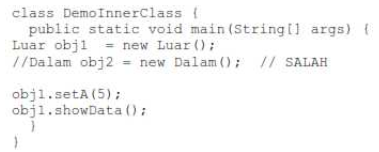 class DemoInnerClass {
public static void main(String[] args) {
Luar obj1 = new Luar();
//Dalam obj2 = new Dalam(); // SALAH
obj1.setA(5);
obj1.showData();
}
}